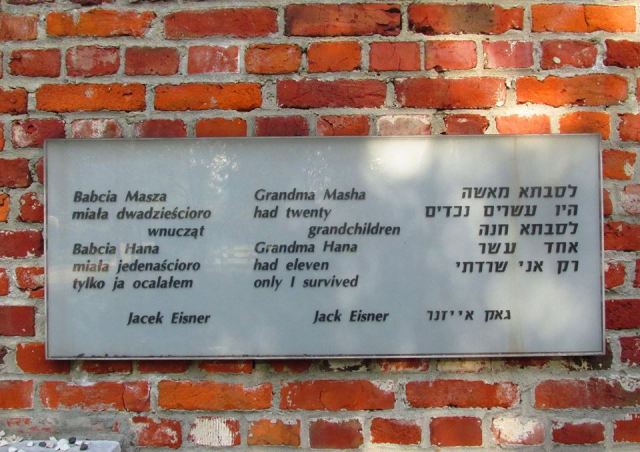 Babcia Masza
miała dwadzieścioro
wnucząt
Babcia Hana
miała jedenaścioro
tylko ja ocalałem
Jacek Eisner
Grandma Masha
had twenty
grandchildren
Grandma Hana
had eleven
only I survived
Jack Eisner
לסבתא מאשה
היו עשרים נכדים
לסבתא חנה
אחד עשר
רק אני שרדתי
גאק אייזנר